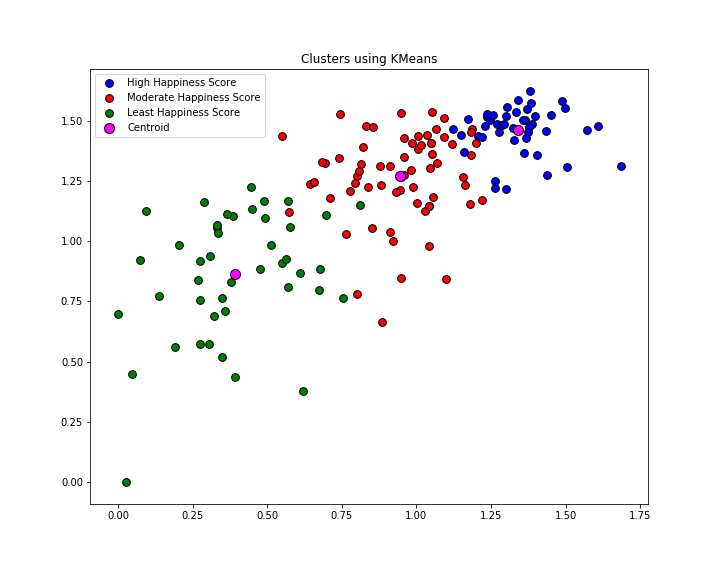 Clusters using KMeans
High Happiness Score
Moderate Happiness Score
Least Happiness Score
Centroid
1.50
1.25
1.00
0.75
0.50
0.25
0.00
0.00 0.25 0.50 0.75 1.00 1.25 1.50 1.75